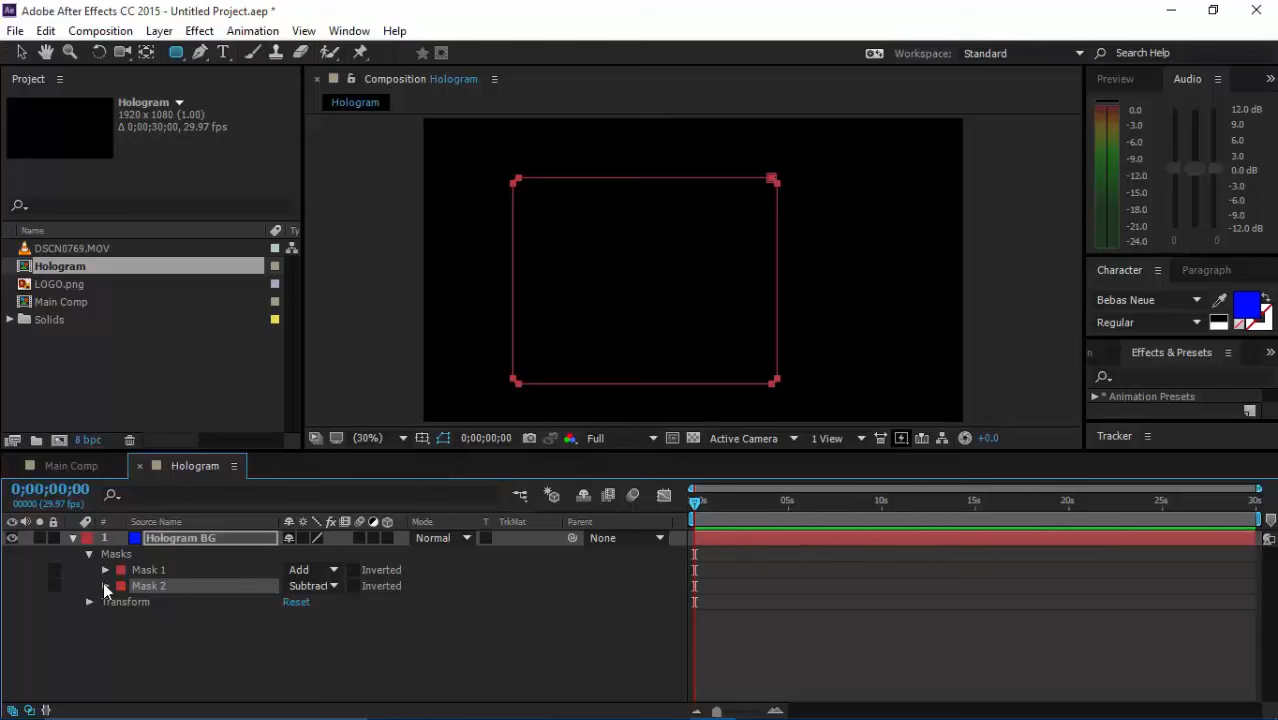 Ae Adobe After Effects CC 2015 - Untitled Project.aep *
File Edit Composition Layer Effect Animation View Window Help
Workspace: Standard Search Help
Project
Composition Hologram
Preview Audio
Hologram
Hologram
1920 x 1080 (1.00)
Δ 0;00;30;00, 29.97 fps
0.0
-3.0
-6.0
-9.0
-12.0
-15.0
-18.0
-21.0
-24.0
12.0 dB
9.0
6.0
3.0
0.0 dB
-3.0
-6.0
-9.0
-12.0 dB
0 0
Name Ty
DSCN0769.MOV
Hologram
LOGO.png
Main Comp
Solids
Character Paragraph
Bebas Neue
Regular
n Effects & Presets
* Animation Presets
Tracker
8 bpc
(30%) 0;00;00;00 Full Active Camera 1 View +0.0
Main Comp Hologram
0;00;00;00
00000 (29.97 fps)
05s 10s 15s 20s 25s 30s
# Source Name fx Mode T TrkMat Parent
1 Hologram BG Normal None
Masks
Mask 1 Add Inverted
Mask 2 Subtract Inverted
Transform Reset